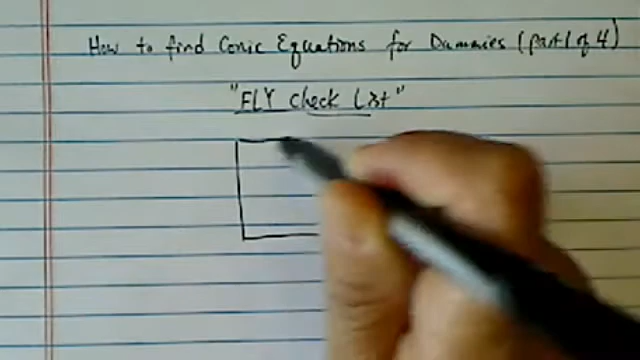 How to find Conic Equations for Dummies (part 1 of 4)
"FLY Check List"